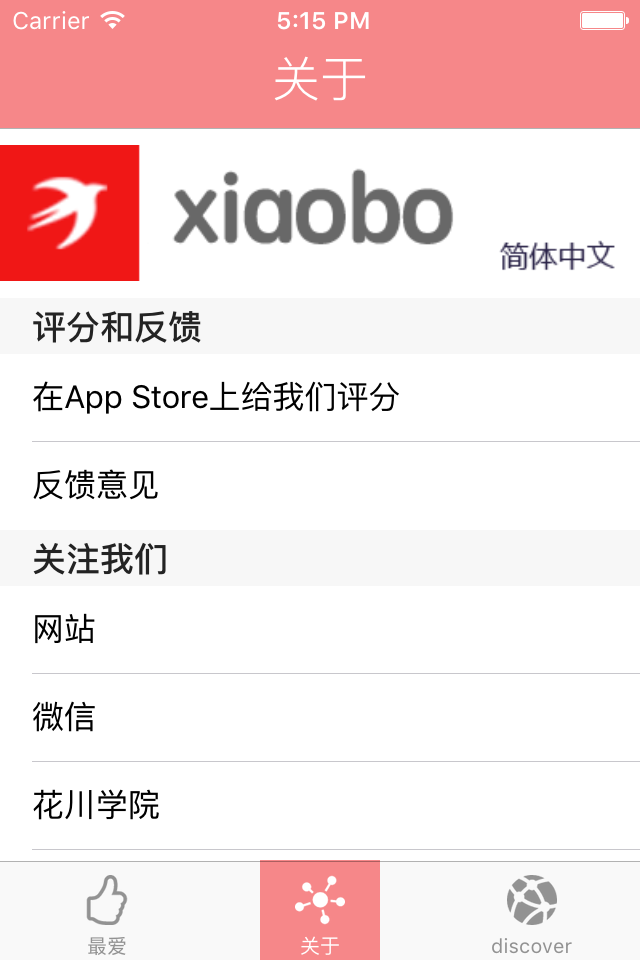 Carrier 5:15 PM
关于
xiaobo
简体中文
评分和反馈
在App Store上给我们评分
反馈意见
关注我们
网站
微信
花川学院
最爱 关于 discover